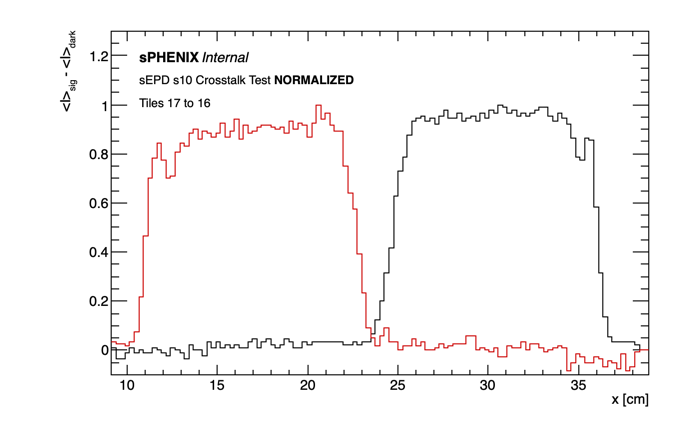 <I>sig - <I>dark
1.2
1
0.8
0.6
0.4
0.2
0
sPHENIX Internal
sEPD s10 Crosstalk Test NORMALIZED
Tiles 17 to 16
10 15 20 25 30 35
x [cm]